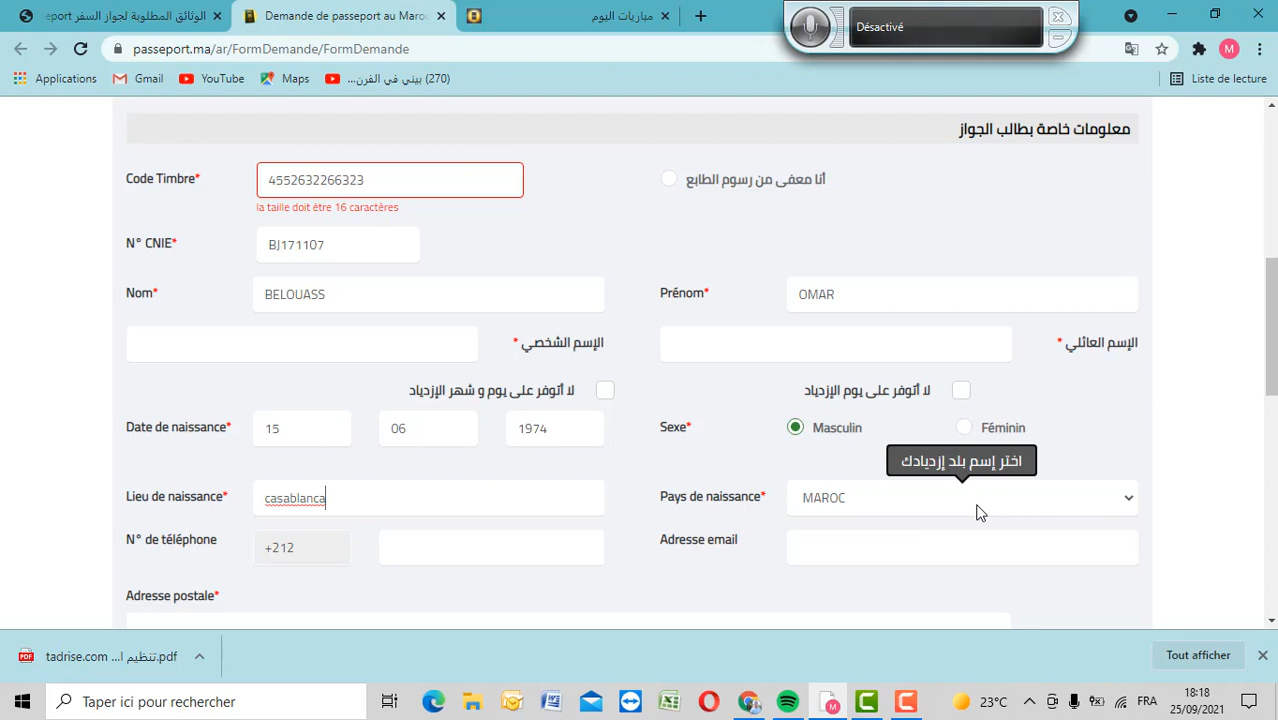 الوثائق المطلوبة لجواز السفر eport
Demande de passeport au Maroc
مباريات اليوم
Désactivé
passeport.ma/ar/FormDemande/FormDemande
M
Applications
Gmail
YouTube
Maps
(270) بيتي في القرن...
Liste de lecture
معلومات خاصة بطالب الجواز
Code Timbre*
4552632266323
أنا معفى من رسوم الطابع
la taille doit être 16 caractères
N° CNIE*
BJ171107
Nom*
BELOUASS
Prénom*
OMAR
الإسم الشخصي *
الإسم العائلي *
لا أتوفر على يوم و شهر الإزدياد
لا أتوفر على يوم الإزدياد
Date de naissance*
15
06
1974
Sexe*
Masculin
Féminin
اختر إسم بلد إزديادك
Lieu de naissance*
casablanca
Pays de naissance*
MAROC
N° de téléphone
+212
Adresse email
Adresse postale*
tadrise.com ... تنظيم ا.pdf
Tout afficher
Taper ici pour rechercher
23°C
FRA
18:18
25/09/2021